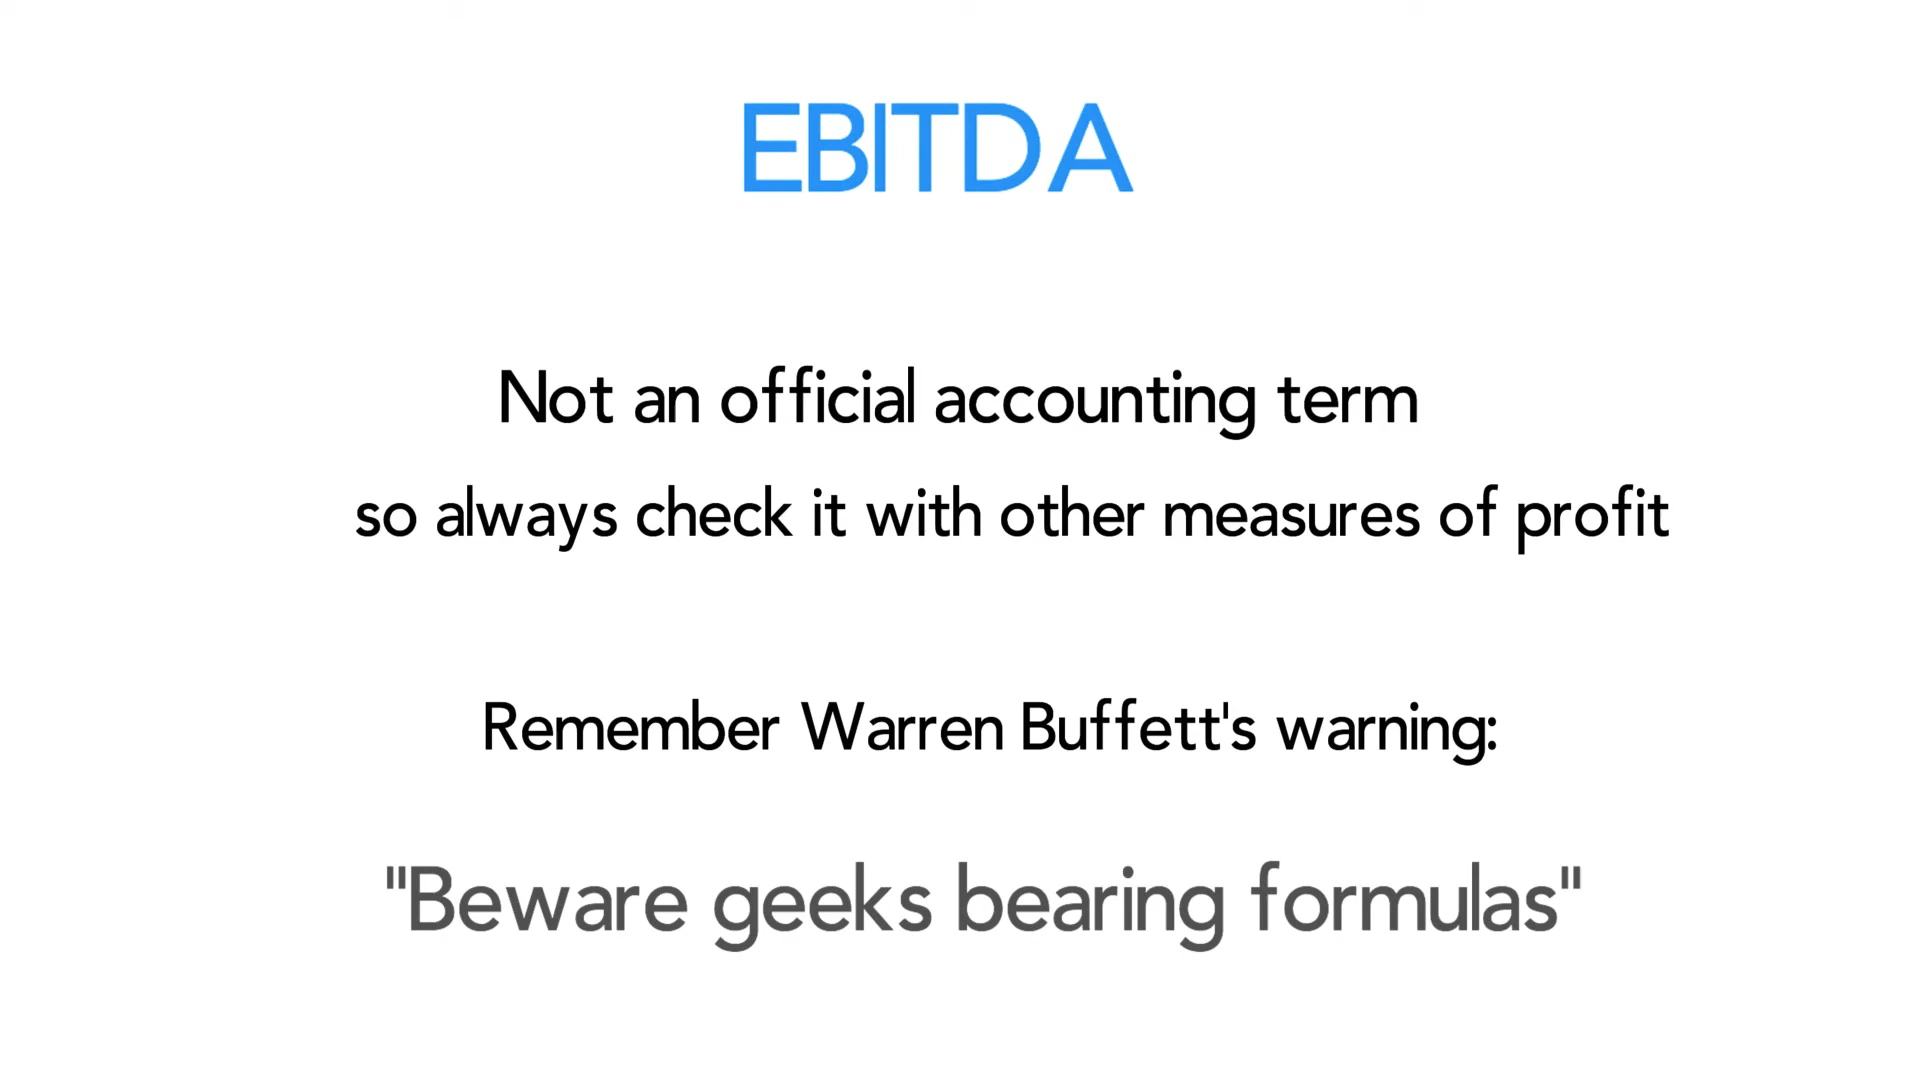 EBITDA
Not an official accounting term
so always check it with other measures of profit
Remember Warren Buffett's warning:
"Beware geeks bearing formulas"